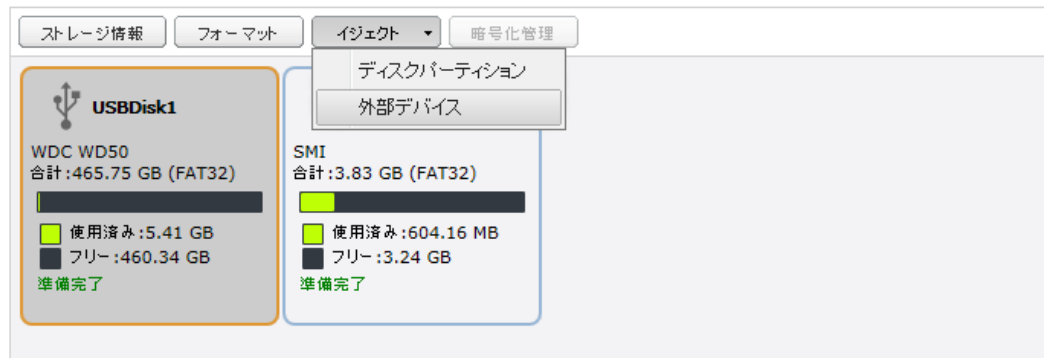 ストレージ情報 フォーマット イジェクト 暗号化管理
ディスクパーティション
外部デバイス
USBDisk1
WDC WD50
合計:465.75 GB (FAT32)
使用済み:5.41 GB
フリー:460.34 GB
準備完了
SMI
合計:3.83 GB (FAT32)
使用済み:604.16 MB
フリー:3.24 GB
準備完了